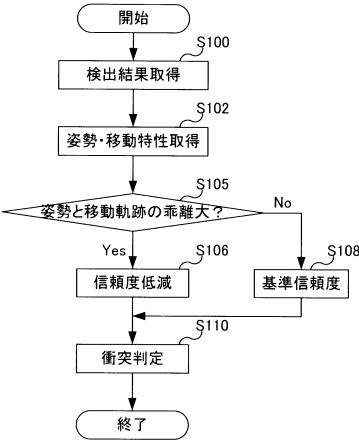 開始
S100
検出結果取得
S102
姿勢・移動特性取得
S105
姿勢と移動軌跡の乖離大？
No
Yes
S106
S108
信頼度低減
基準信頼度
S110
衝突判定
終了